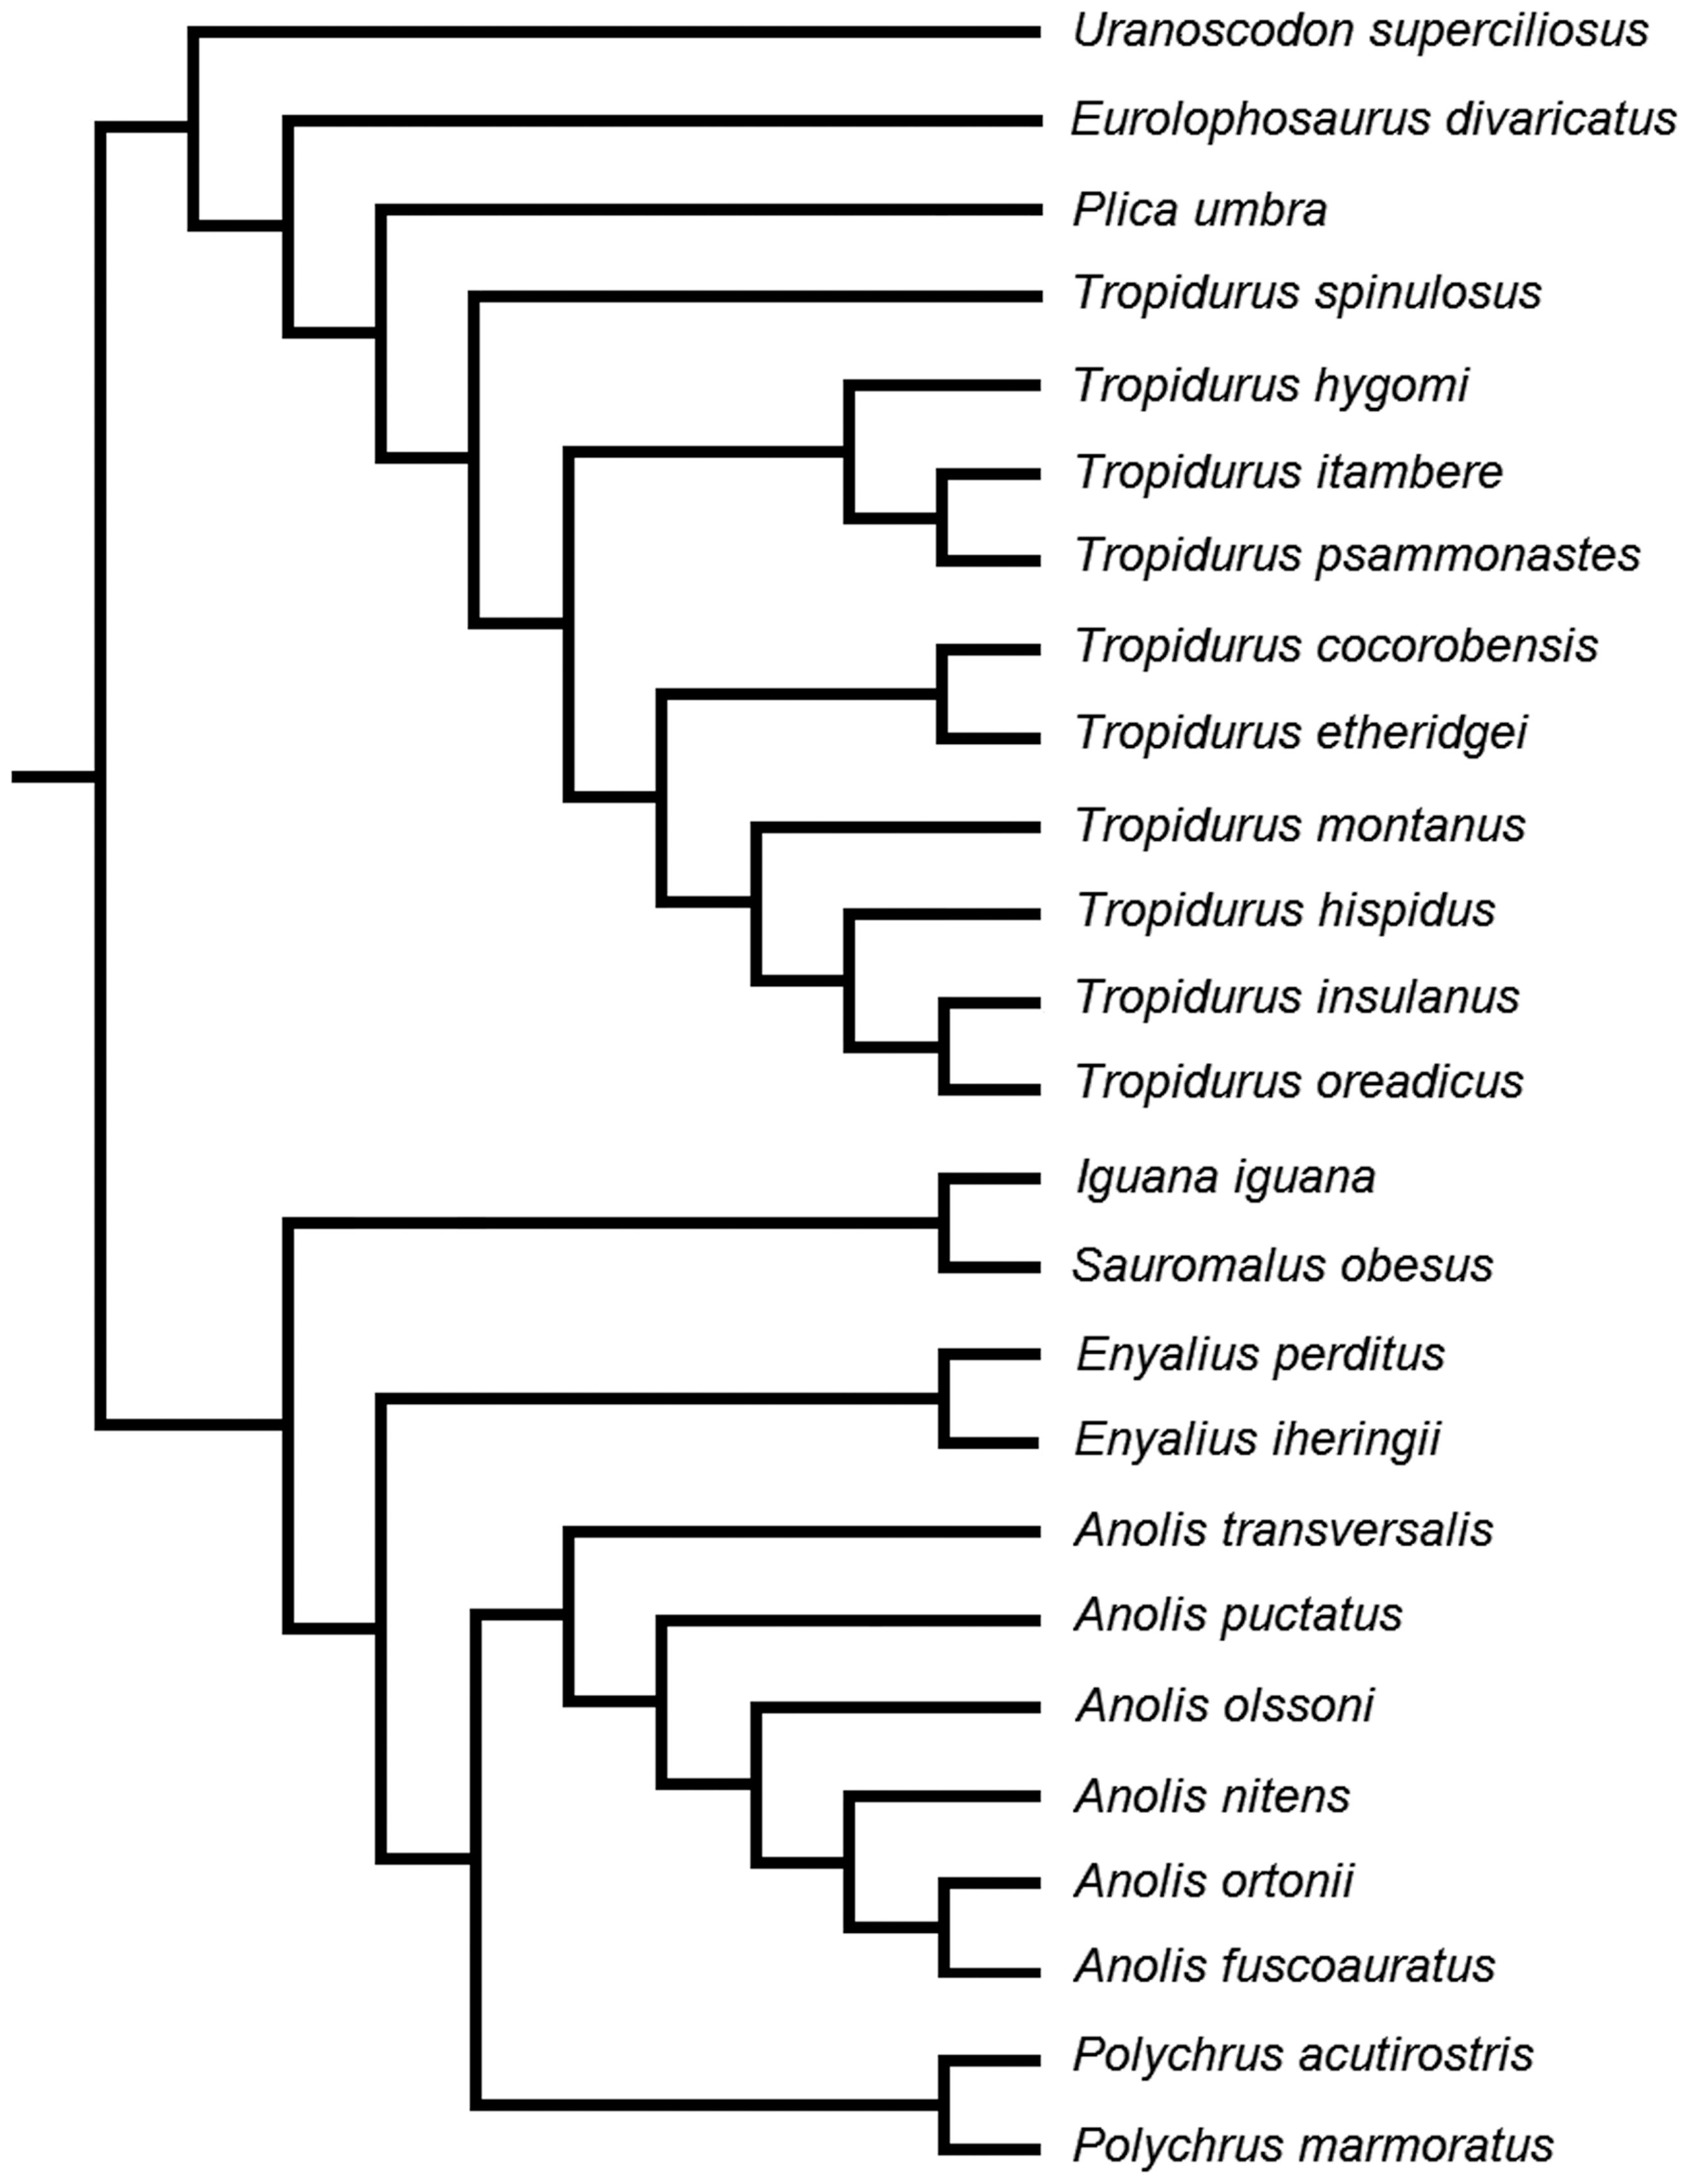 Uranoscodon superciliosus
Eurolophosaurus divaricatus
Plica umbra
Tropidurus spinulosus
Tropidurus hygomi
Tropidurus itambere
Tropidurus psammonastes
Tropidurus cocorobensis
Tropidurus etheridgei
Tropidurus montanus
Tropidurus hispidus
Tropidurus insulanus
Tropidurus oreadicus
Iguana iguana
Sauromalus obesus
Enyalius perditus
Enyalius iheringii
Anolis transversalis
Anolis puctatus
Anolis olssoni
Anolis nitens
Anolis ortonii
Anolis fuscoauratus
Polychrus acutirostris
Polychrus marmoratus